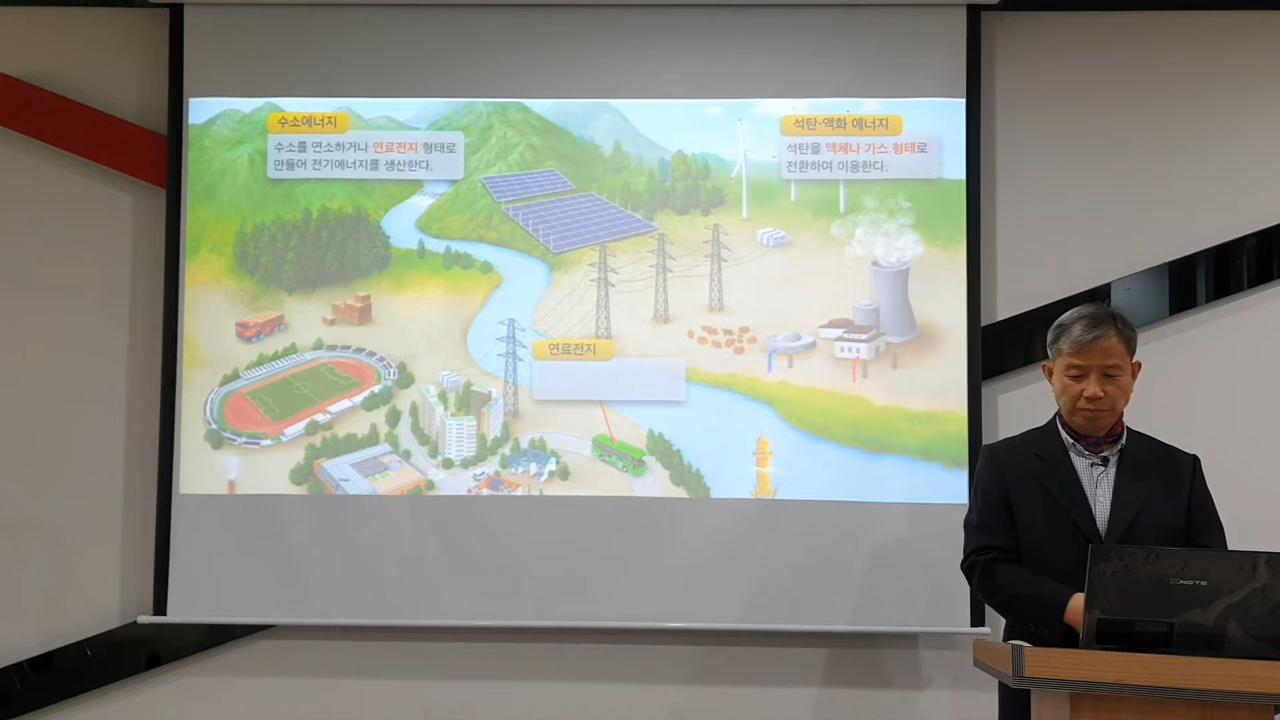 수소에너지
수소를 연소하거나 연료전지 형태로
만들어 전기에너지를 생산한다.
석탄·액화 에너지
석탄을 액체나 가스 형태로
전환하여 이용한다.
연료전지
XNOTE